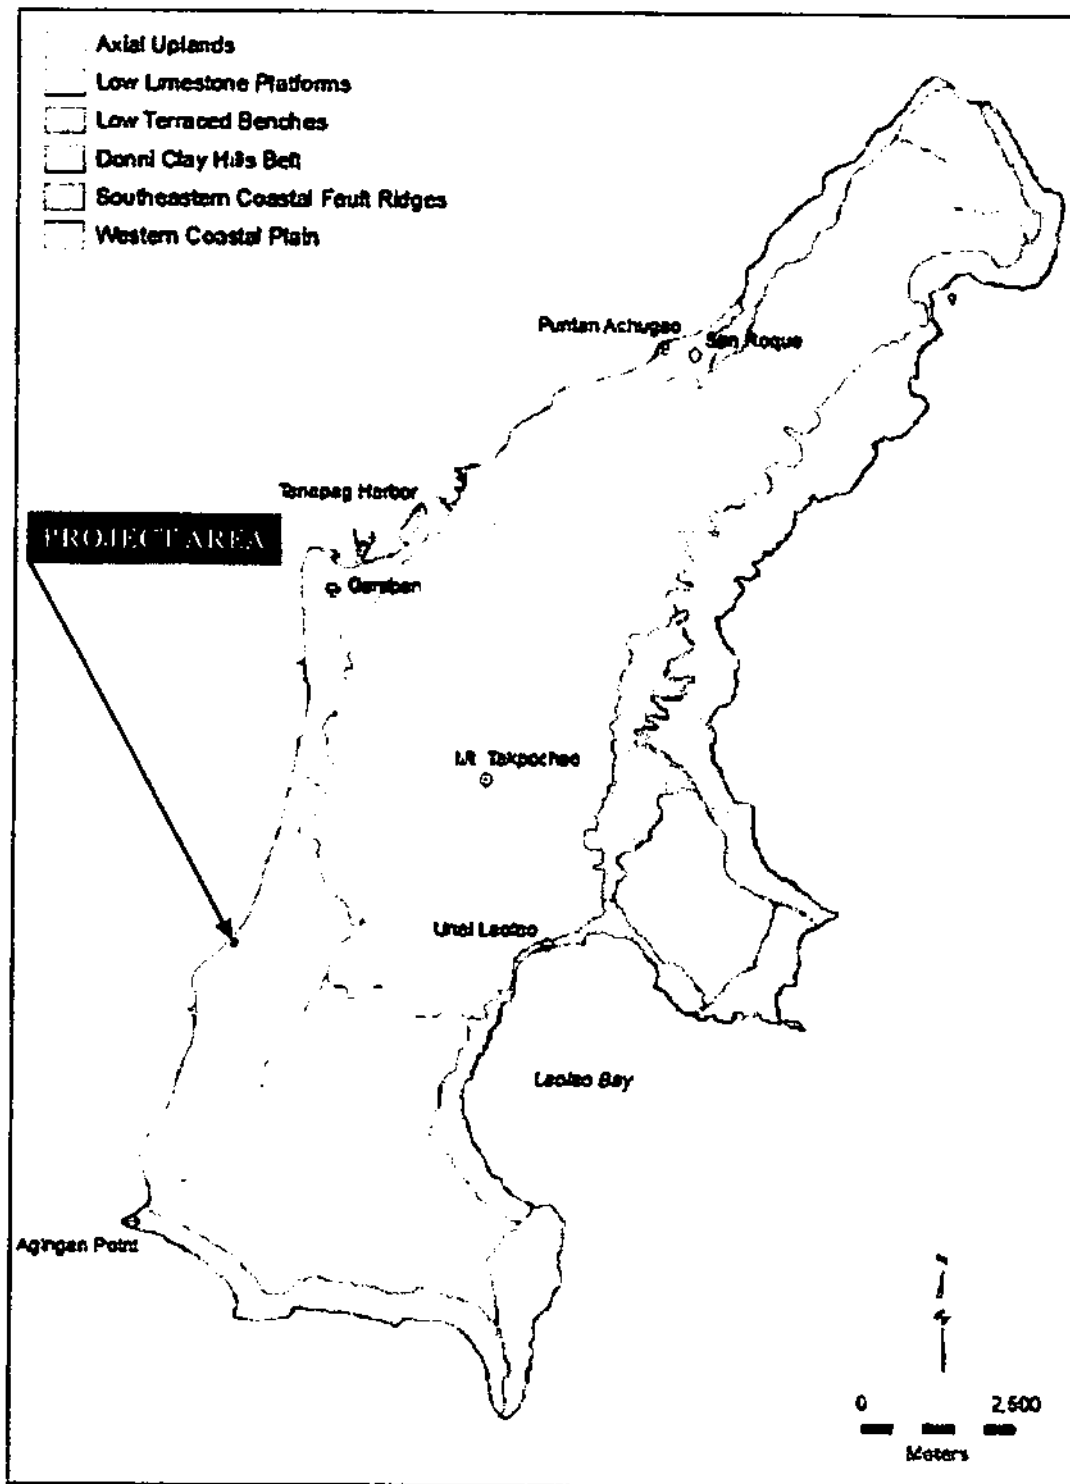 Axial Uplands
Low Limestone Platforms
Low Terraced Benches
Donni Clay Hills Belt
Southeastern Coastal Fault Ridges
Western Coastal Plain
Puntan Achugao
San Roque
Tanapag Harbor
PROJECT AREA
Garapan
Mt. Takpochao
Unai Laolao
Laolao Bay
Agingan Point
N
0 2,500
Meters